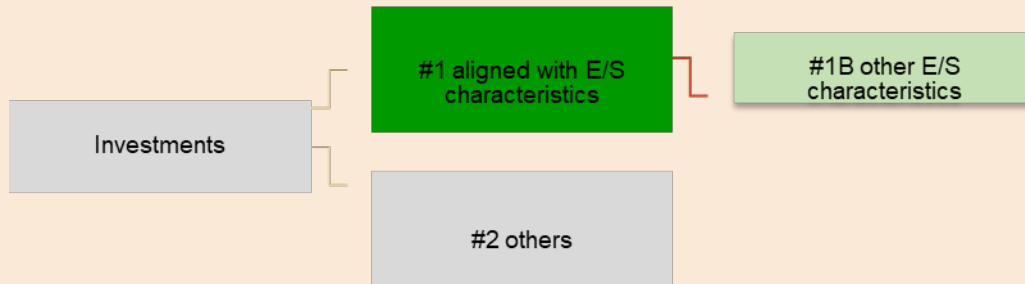 #1 aligned with E/S
characteristics
#1B other E/S
characteristics
Investments
#2 others